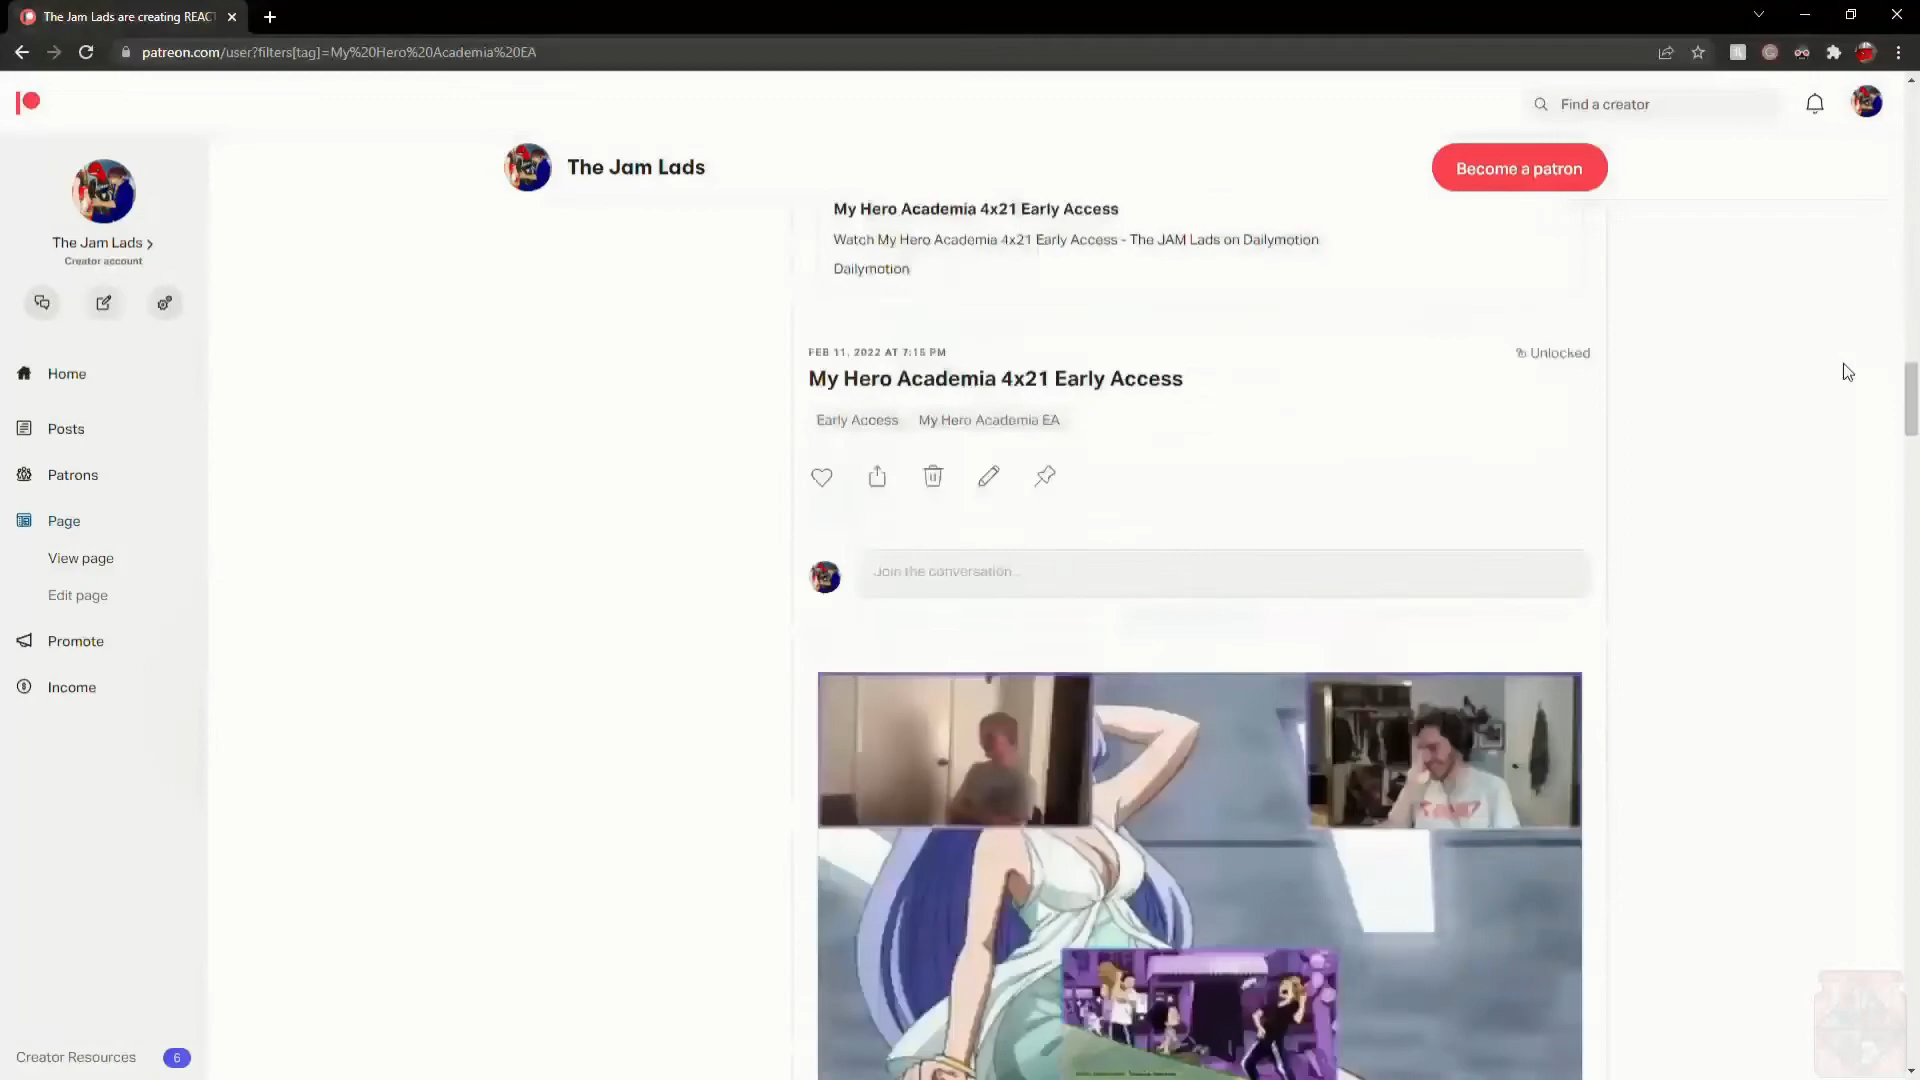 The Jam Lads are creating REACT
patreon.com/user?filters[tag]=My%20Hero%20Academia%20EA
Find a creator
The Jam Lads
Become a patron
The Jam Lads
Creator account
Home
Posts
Patrons
Page
View page
Edit page
Promote
Income
Creator Resources
6
My Hero Academia 4x21 Early Access
Watch My Hero Academia 4x21 Early Access - The JAM Lads on Dailymotion
Dailymotion
FEB 11, 2022 AT 7:15 PM
Unlocked
My Hero Academia 4x21 Early Access
Early Access
My Hero Academia EA
Join the conversation...